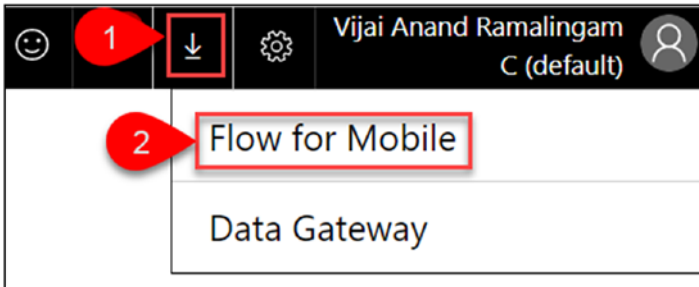 1
Vijai Anand Ramalingam
C (default)
2
Flow for Mobile
Data Gateway